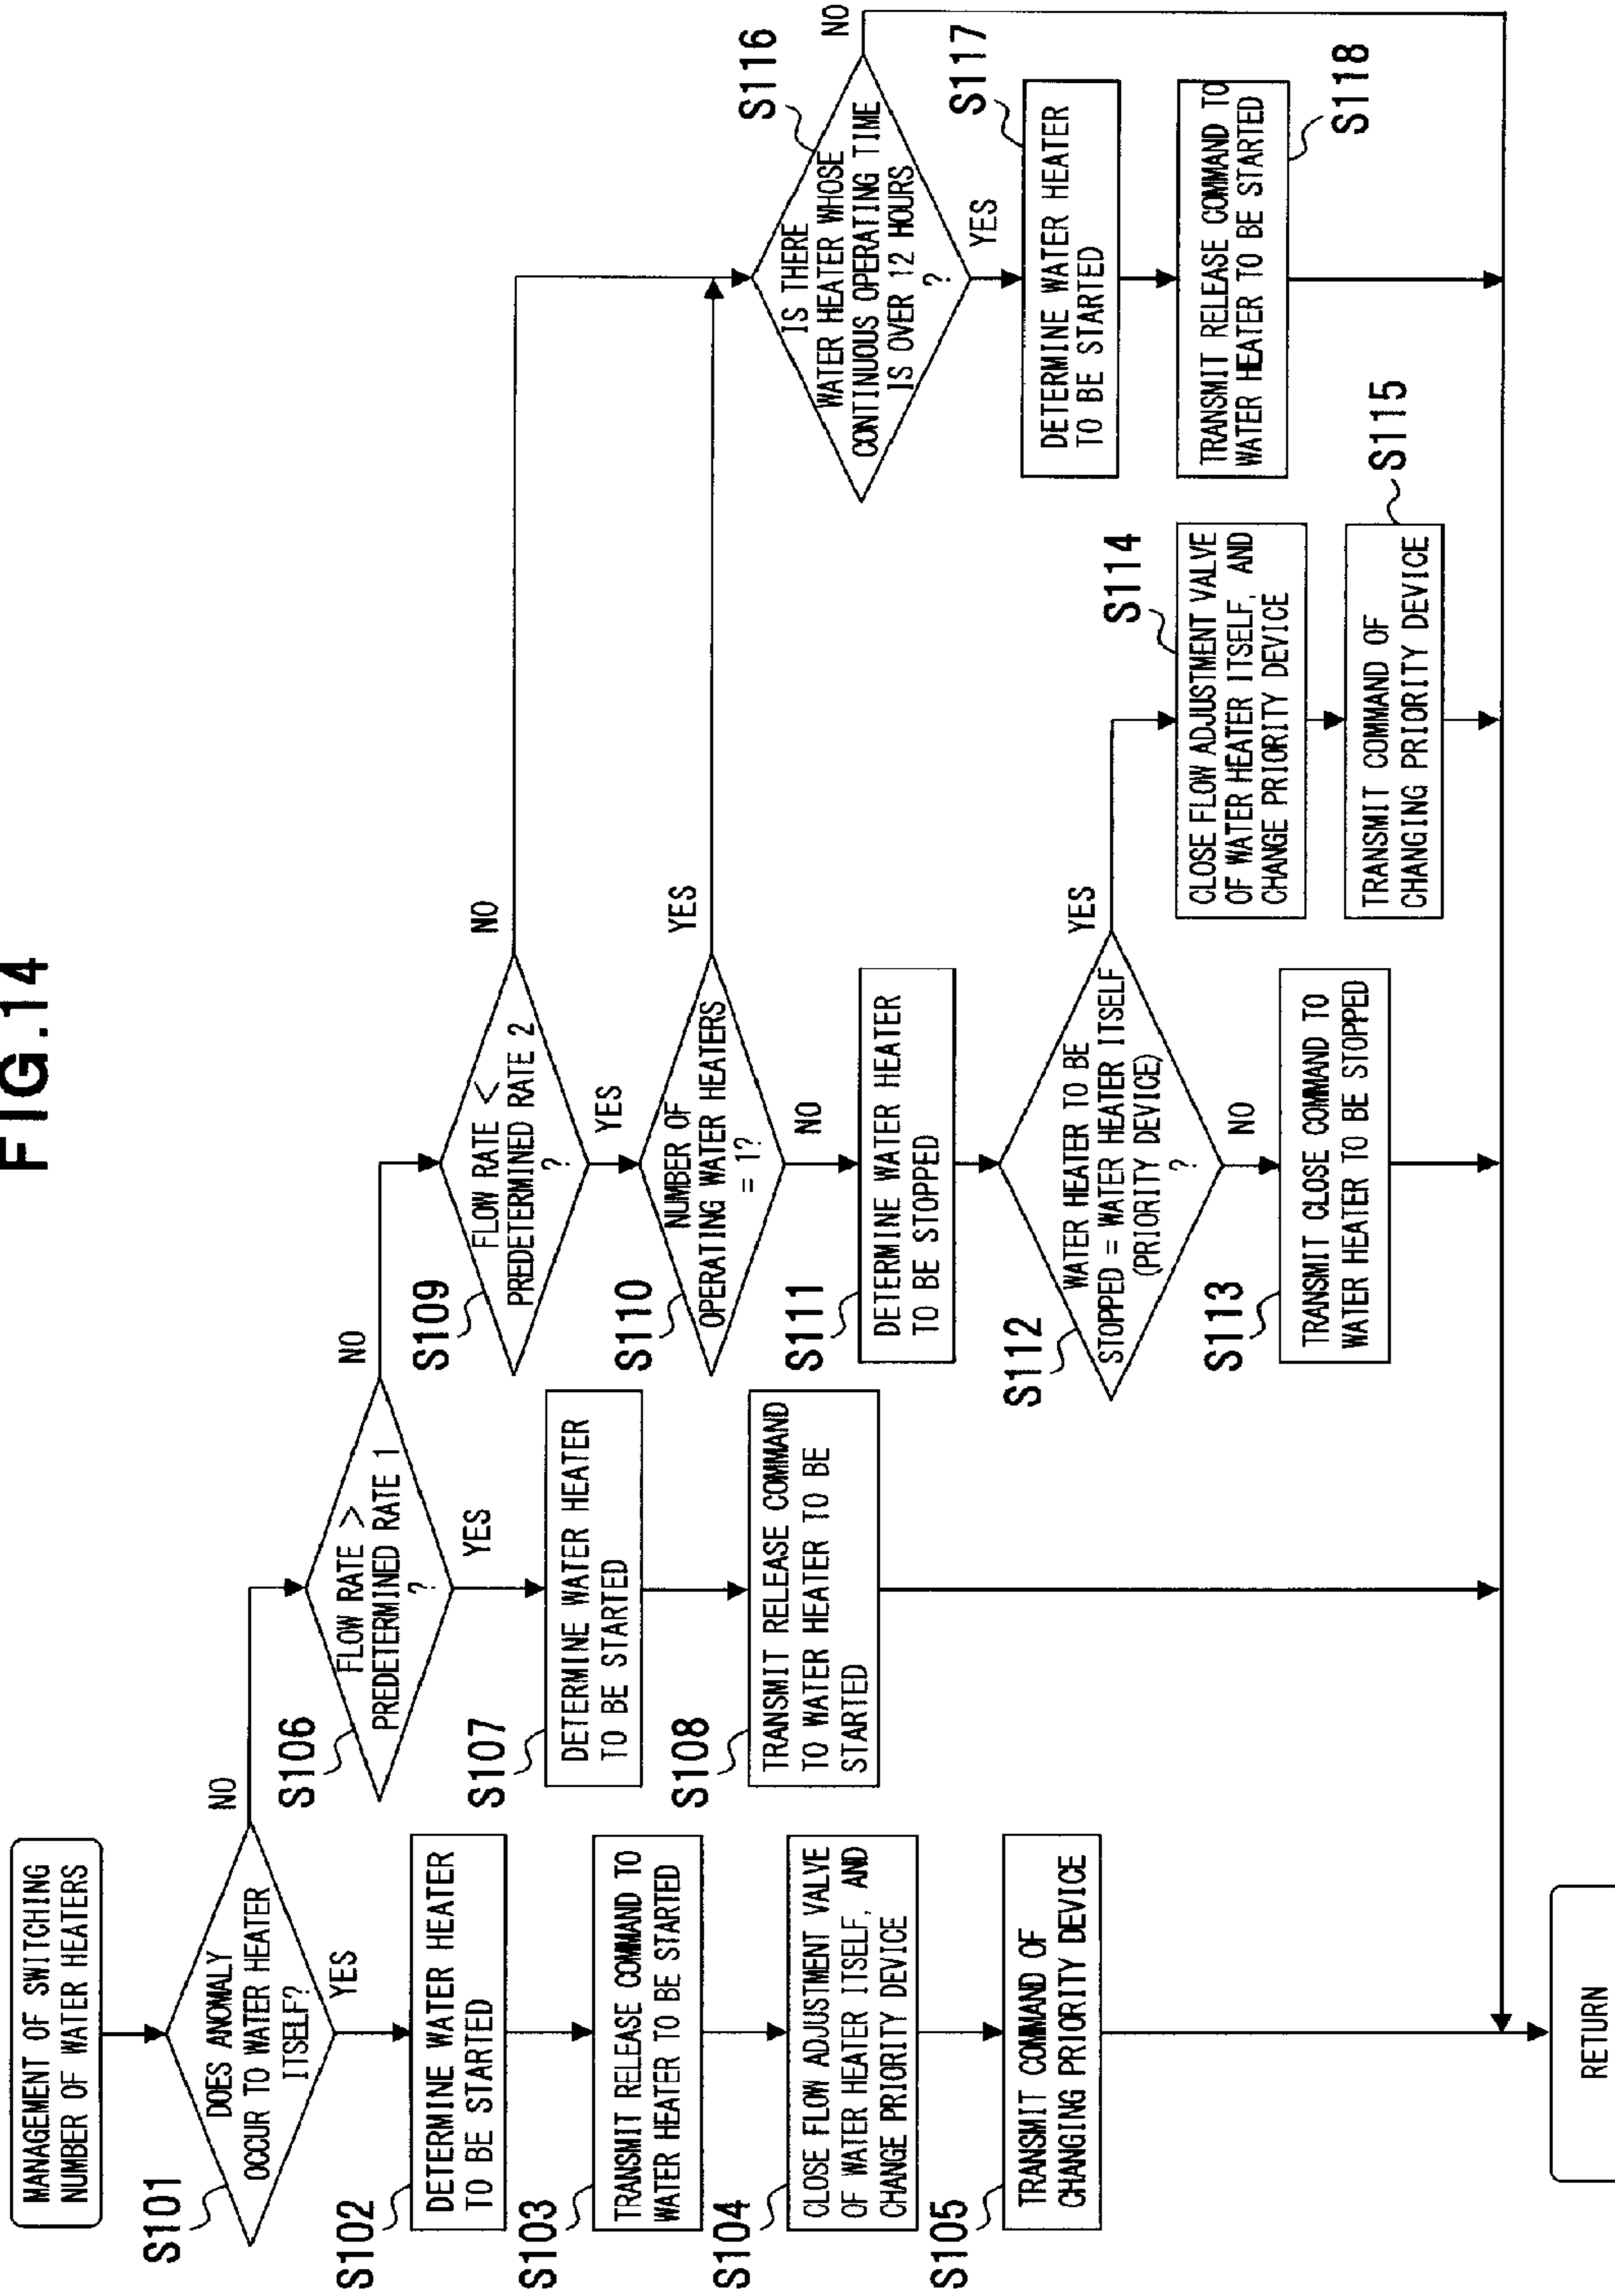 FIG.14
MANAGEMENT OF SWITCHING
NUMBER OF WATER HEATERS
S101
DOES ANOMALY
OCCUR TO WATER HEATER
ITSELF?
NO
YES
S102
DETERMINE WATER HEATER
TO BE STARTED
S103
TRANSMIT RELEASE COMMAND TO
WATER HEATER TO BE STARTED
S104
CLOSE FLOW ADJUSTMENT VALVE
OF WATER HEATER ITSELF, AND
CHANGE PRIORITY DEVICE
S105
TRANSMIT COMMAND OF
CHANGING PRIORITY DEVICE
S106
FLOW RATE >
PREDETERMINED RATE 1
?
NO
YES
S107
DETERMINE WATER HEATER
TO BE STARTED
S108
TRANSMIT RELEASE COMMAND
TO WATER HEATER TO BE
STARTED
S109
FLOW RATE <
PREDETERMINED RATE 2
?
NO
YES
S110
NUMBER OF
OPERATING WATER HEATERS
= 1?
YES
NO
S111
DETERMINE WATER HEATER
TO BE STOPPED
S112
WATER HEATER TO BE
STOPPED = WATER HEATER ITSELF
(PRIORITY DEVICE)
?
YES
NO
S113
TRANSMIT CLOSE COMMAND TO
WATER HEATER TO BE STOPPED
S114
CLOSE FLOW ADJUSTMENT VALVE
OF WATER HEATER ITSELF, AND
CHANGE PRIORITY DEVICE
S115
TRANSMIT COMMAND OF
CHANGING PRIORITY DEVICE
S116
IS THERE
WATER HEATER WHOSE
CONTINUOUS OPERATING TIME
IS OVER 12 HOURS
?
NO
YES
S117
DETERMINE WATER HEATER
TO BE STARTED
S118
TRANSMIT RELEASE COMMAND TO
WATER HEATER TO BE STARTED
RETURN